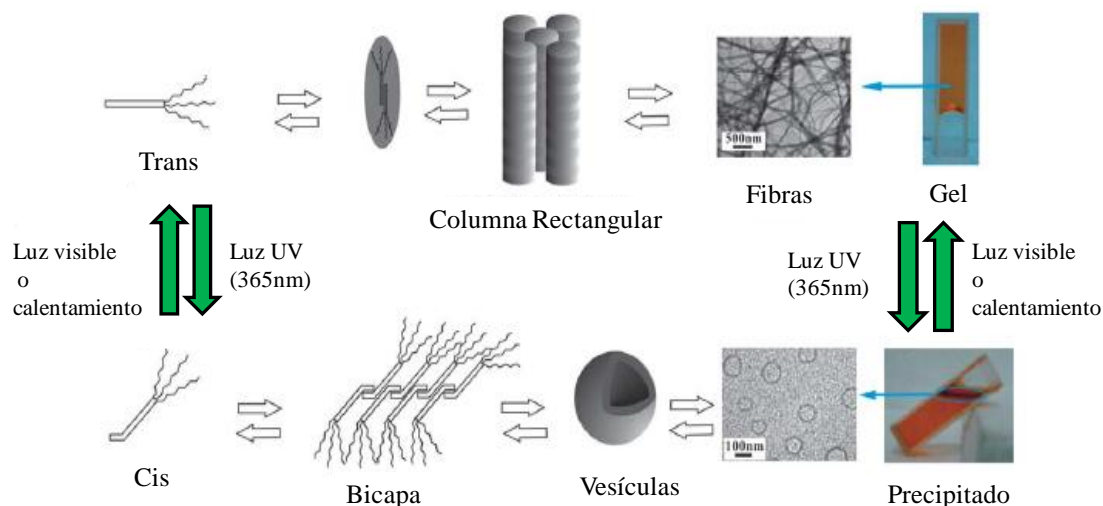 500nm
Trans
Fibras
Gel
Columna Rectangular
Luz visible
o
calentamiento
Luz UV
(365nm)
Luz UV
(365nm)
Luz visible
o
calentamiento
100nm
Cis
Bicapa
Vesículas
Precipitado